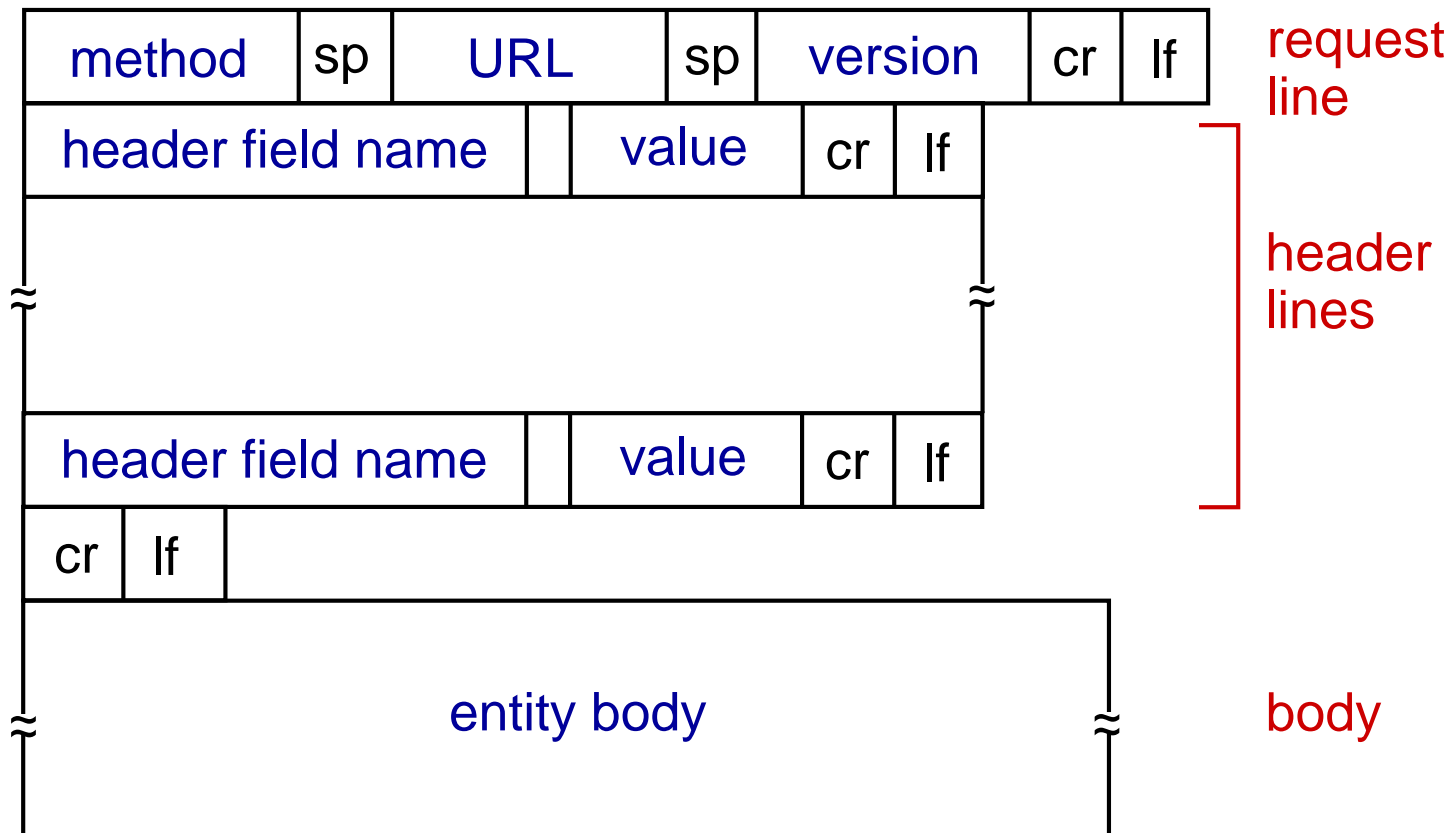 method sp URL sp version cr lf request
line
header field name value cr lf
header
lines
header field name value cr lf
cr lf
entity body body